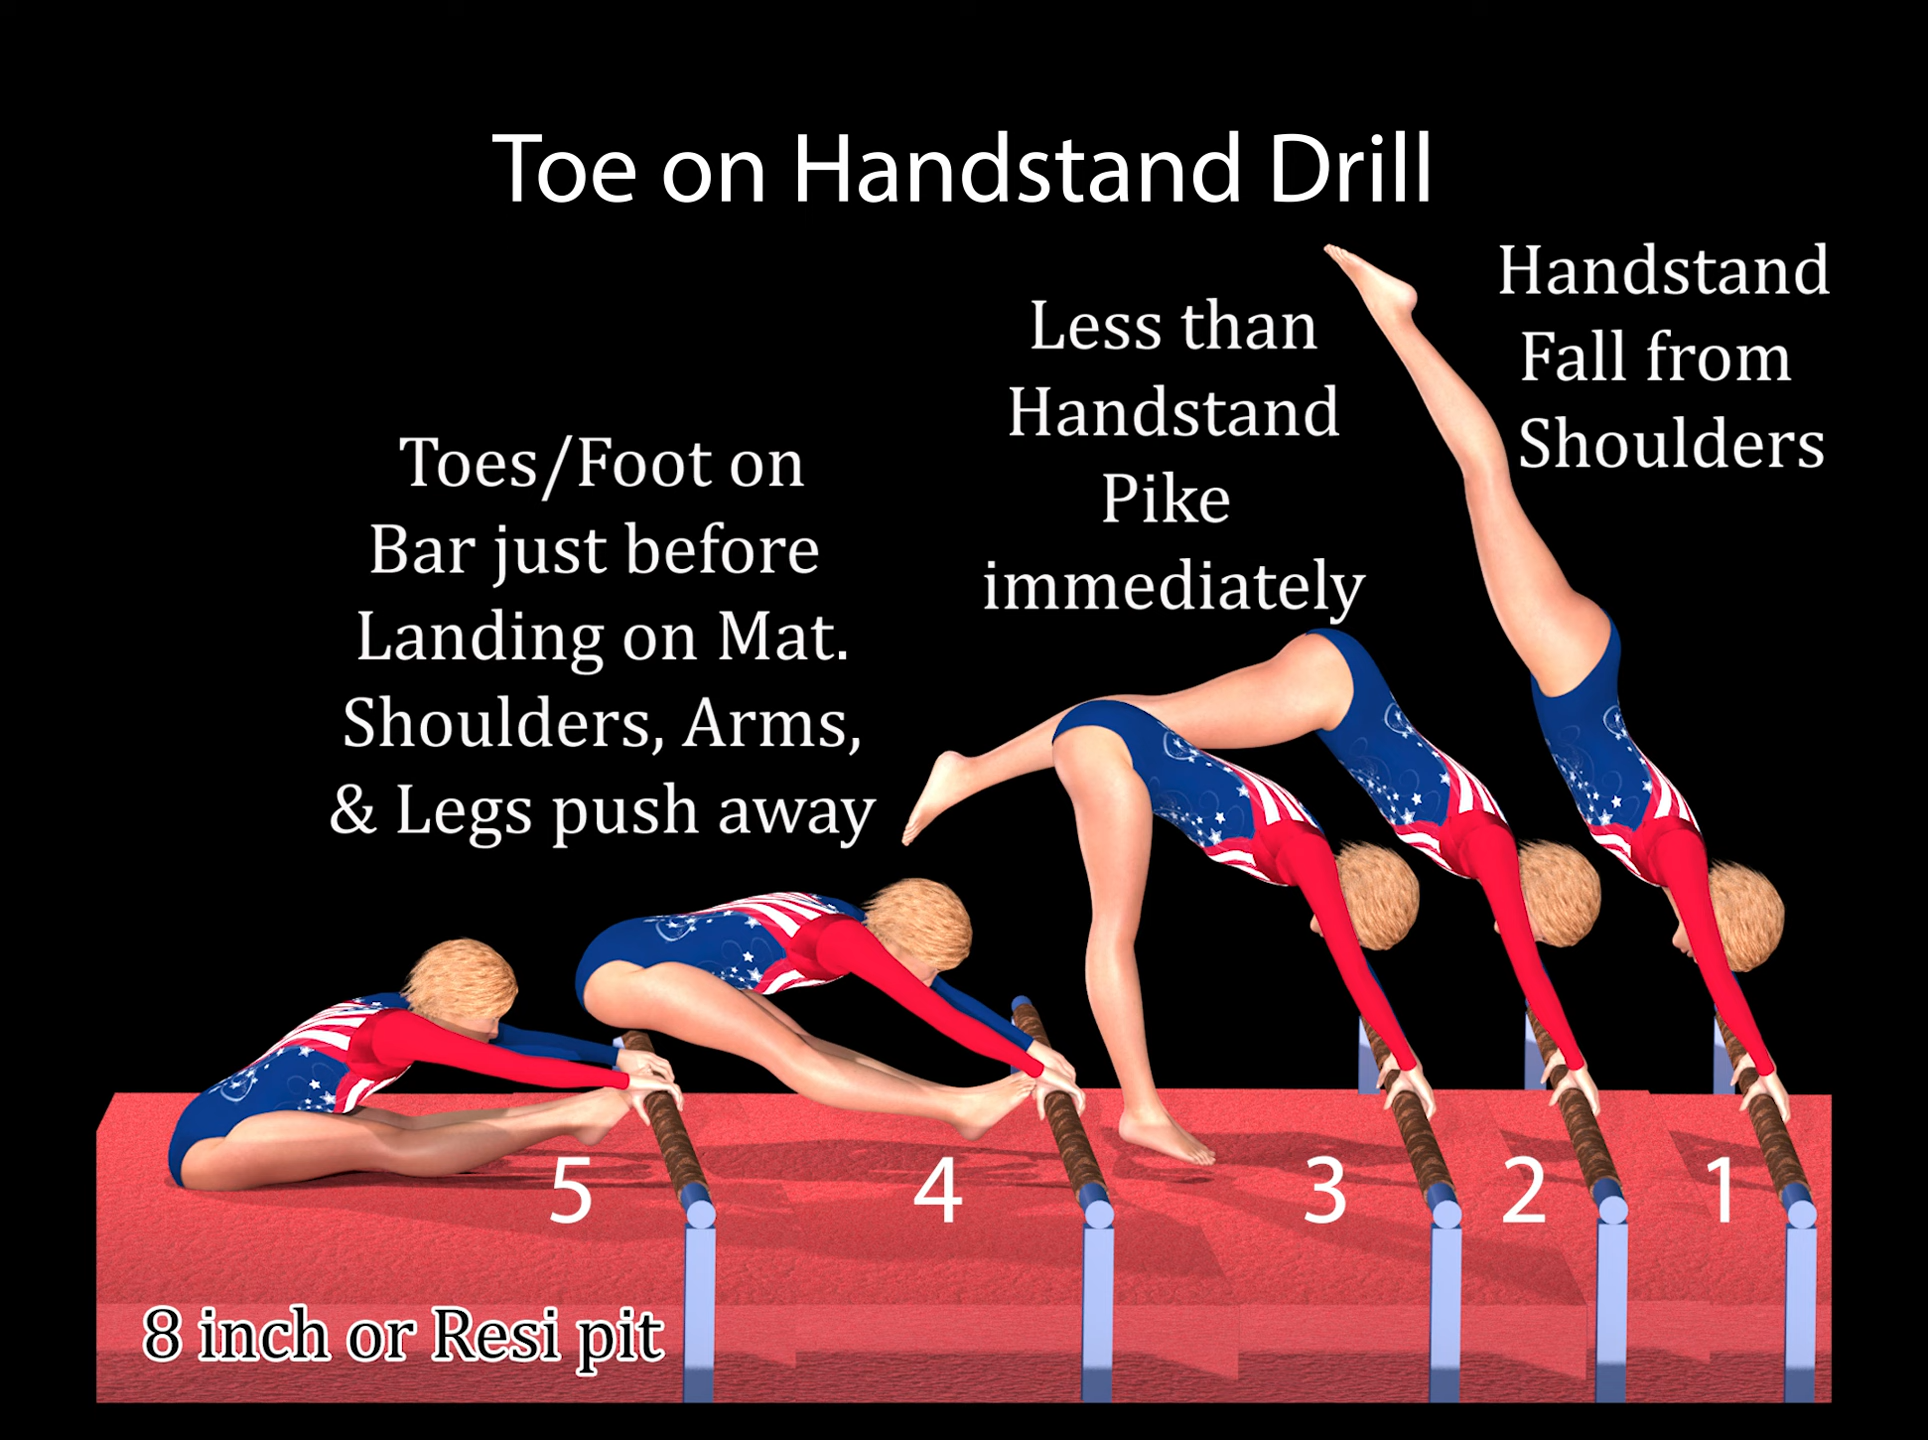 Toe on Handstand Drill
Handstand
Fall from
Shoulders
Less than
Handstand
Pike
immediately
Toes/Foot on
Bar just before
Landing on Mat.
Shoulders, Arms,
& Legs push away
5 4 3 2 1
8 inch or Resi pit